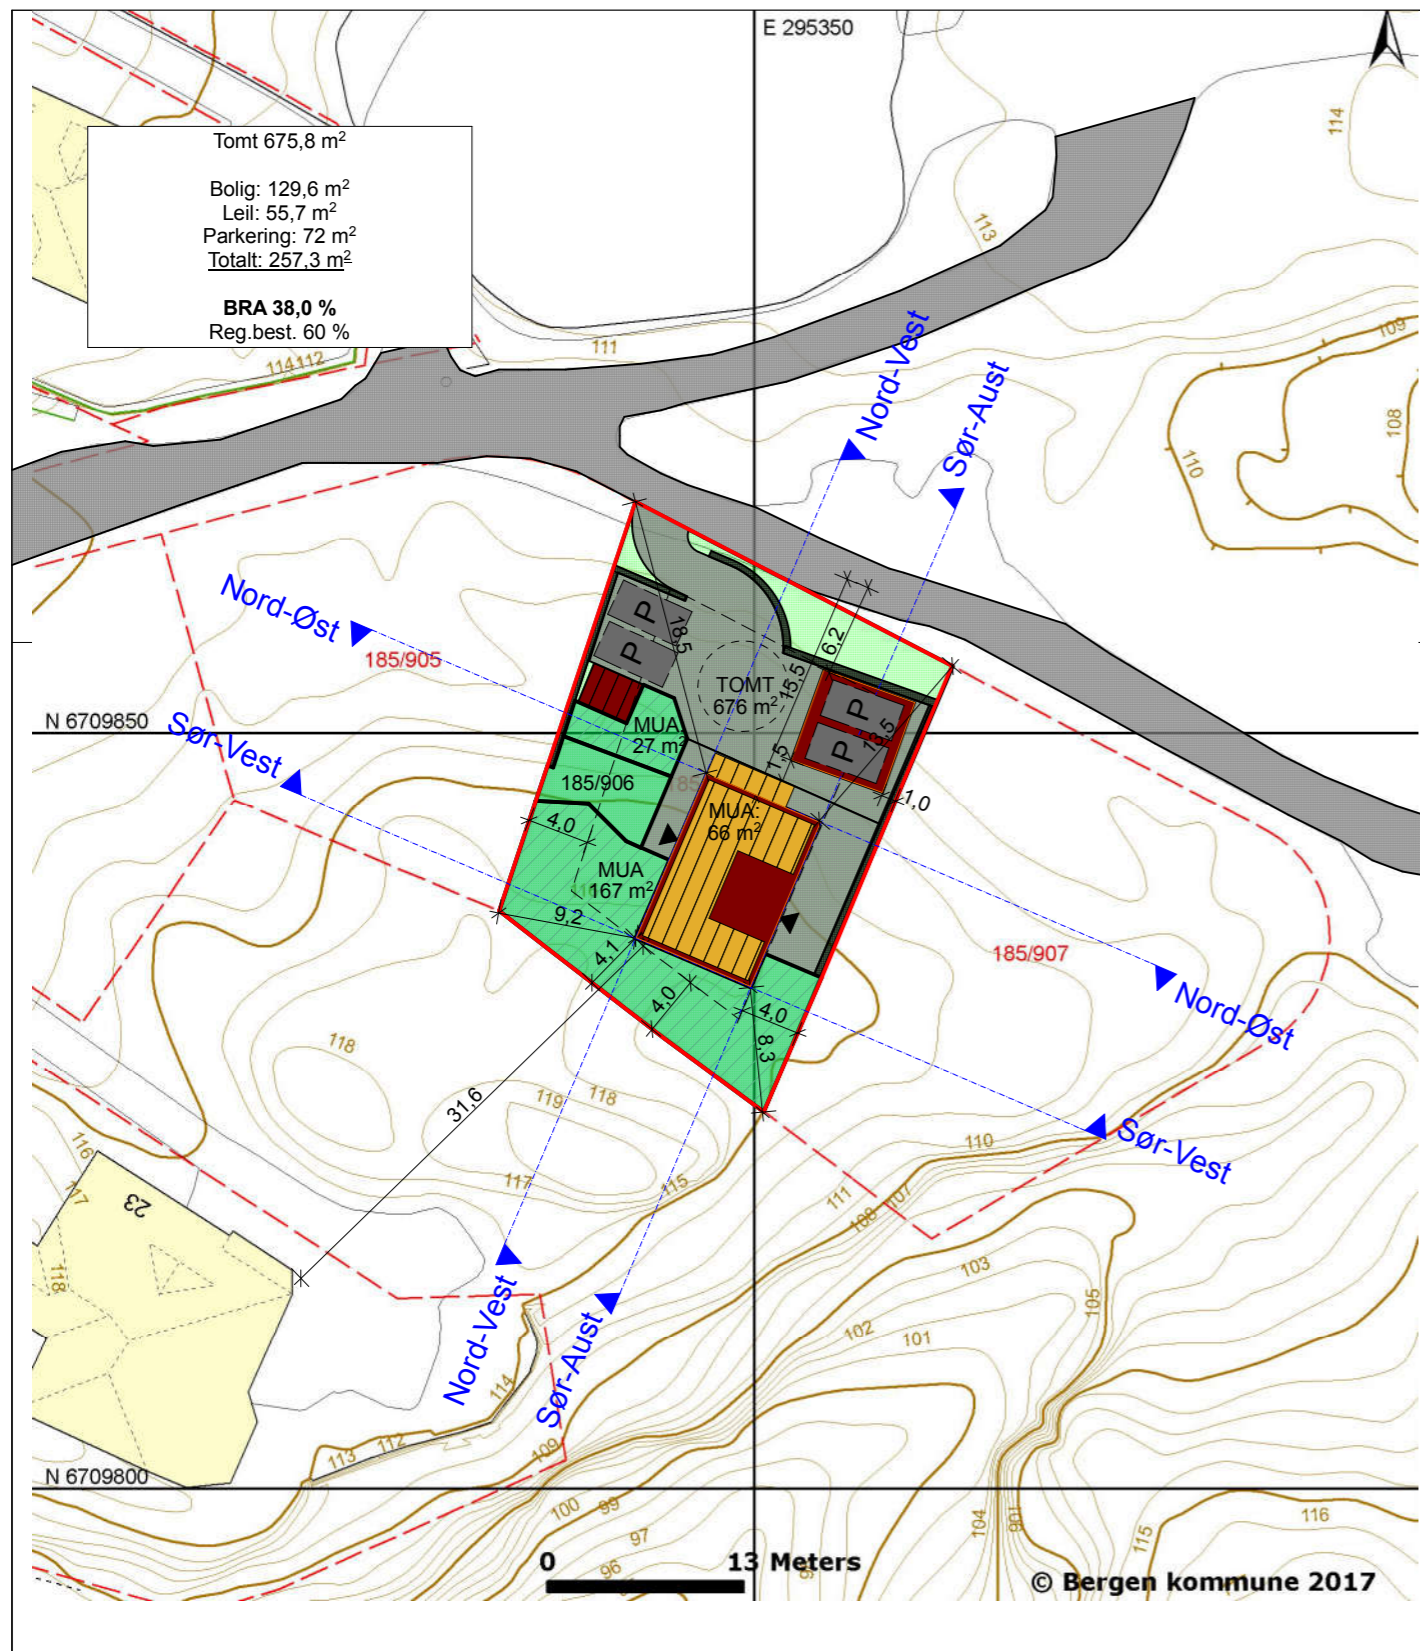 E 295350
Tomt 675,8 m²
Bolig: 129,6 m²
Leil: 55,7 m²
Parkering: 72 m²
Totalt: 257,3 m²
BRA 38,0 %
Reg.best. 60 %
114
113
109
108
110
111
114 112
Nord-Vest
Sør-Aust
Nord-Øst
185/905
P
P
18,5
6,2
15,5
TOMT
676 m²
P
P
13,5
N 6709850
Sør-Vest
MUA
27 m²
1,5
1,0
185/906
MUA:
66 m²
4,0
MUA
167 m²
9,2
4,1
4,0
4,0
8,3
185/907
Nord-Øst
118
119
118
31,6
117
115
110
111
108
107
Sør-Vest
116
117
118
23
103
105
102
101
Nord-Vest
Sør-Aust
114
113
112
109
N 6709800
100
99
97
96
104
106
115
116
0
13 Meters
© Bergen kommune 2017